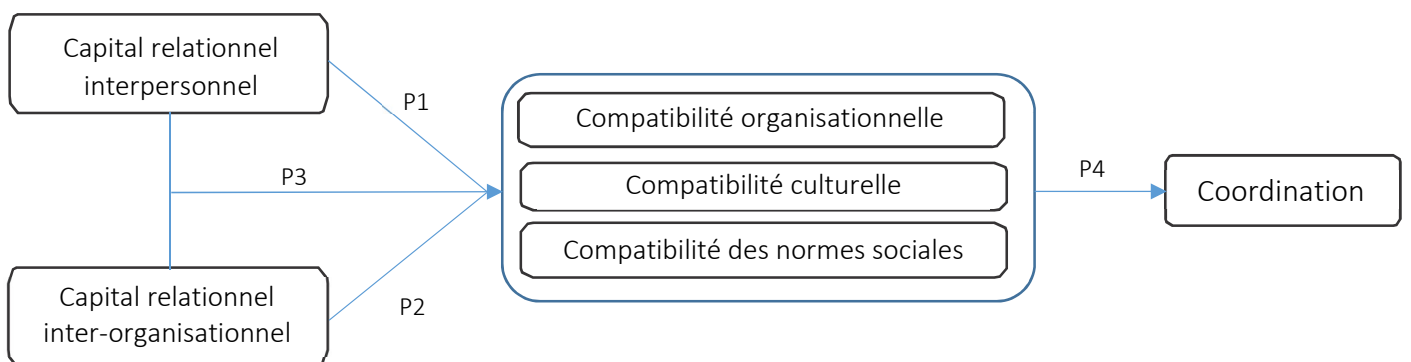 Capital relationnel
interpersonnel
P1
Compatibilité organisationnelle
P3
Compatibilité culturelle
P4
Coordination
Compatibilité des normes sociales
Capital relationnel
inter-organisationnel
P2